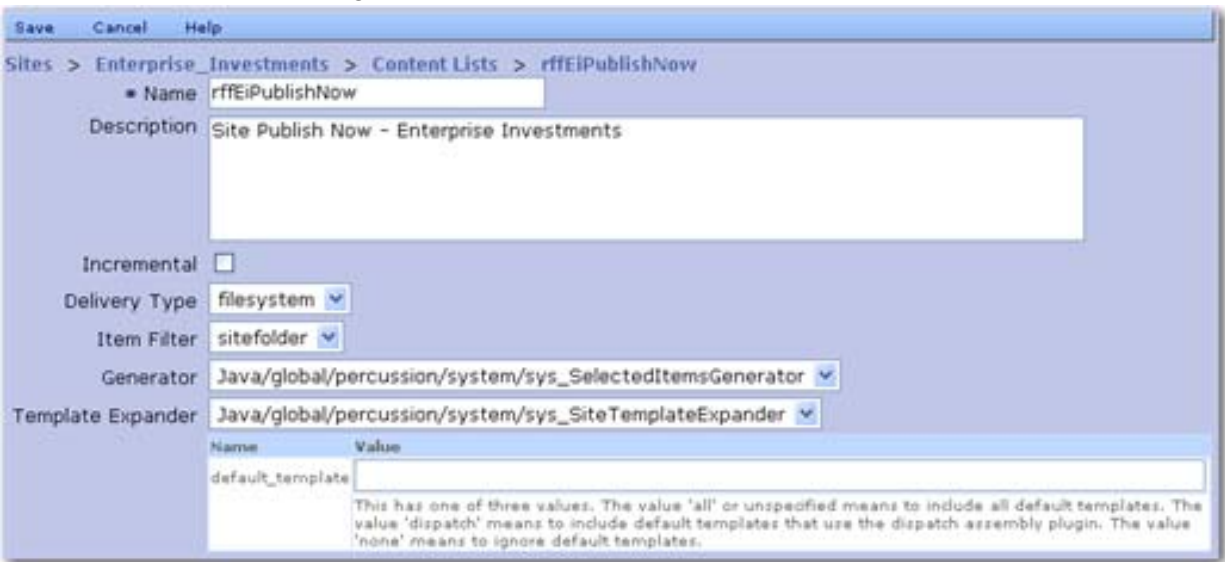 Save Cancel Help
Sites > Enterprise_Investments > Content Lists > rffEiPublishNow
* Name rffEiPublishNow
Description Site Publish Now - Enterprise Investments
Incremental
Delivery Type filesystem
Item Filter sitefolder
Generator Java/global/percussion/system/sys_SelectedItemsGenerator
Template Expander Java/global/percussion/system/sys_SiteTemplateExpander
Name Value
default_template
This has one of three values. The value 'all' or unspecified means to include all default templates. The
value 'dispatch' means to include default templates that use the dispatch assembly plugin. The value
'none' means to ignore default templates.